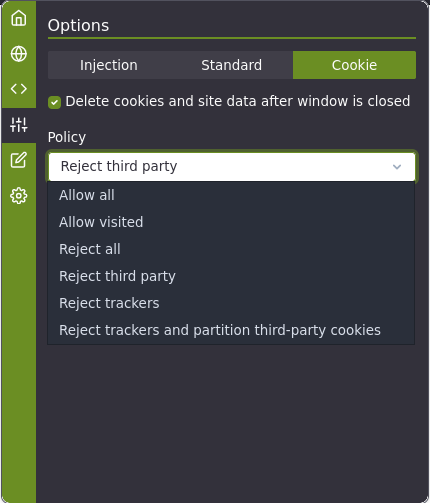 Options
Injection Standard Cookie
Delete cookies and site data after window is closed
Policy
Reject third party
Allow all
Allow visited
Reject all
Reject third party
Reject trackers
Reject trackers and partition third-party cookies